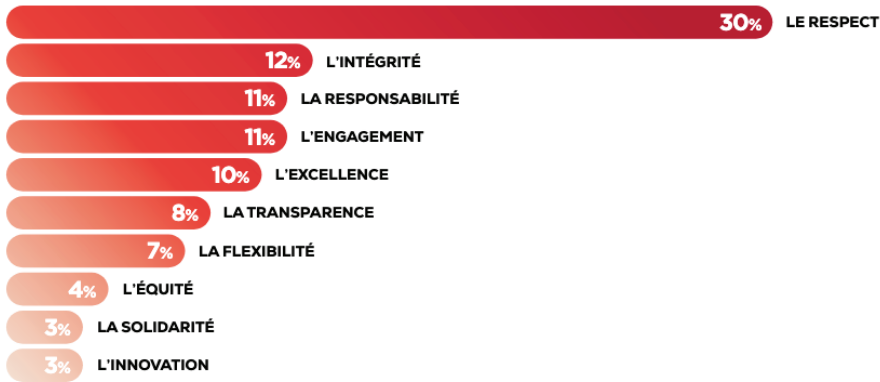 30% LE RESPECT
12% L'INTÉGRITÉ
11% LA RESPONSABILITÉ
11% L'ENGAGEMENT
10% L'EXCELLENCE
8% LA TRANSPARENCE
7% LA FLEXIBILITÉ
4% L'ÉQUITÉ
3% LA SOLIDARITÉ
3% L'INNOVATION